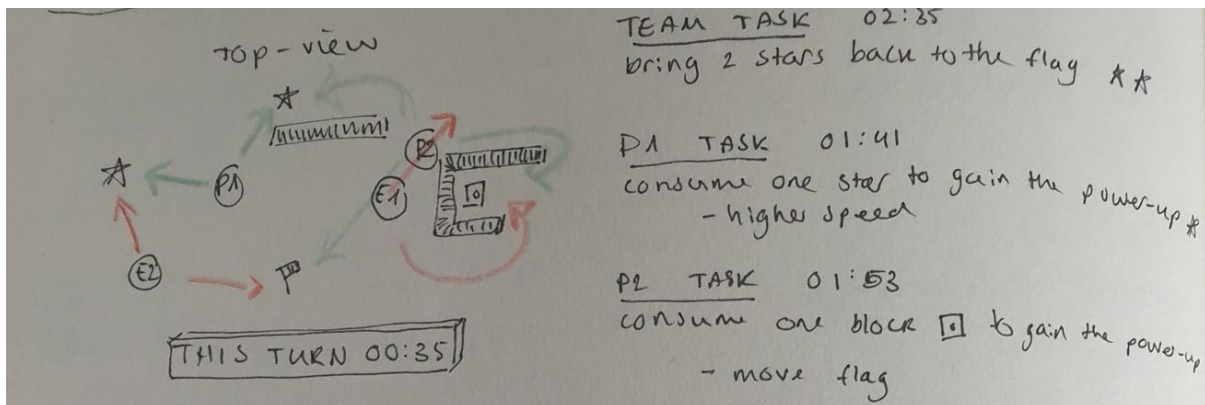 TOP-VIEW
P1
P2
E1
E2
THIS TURN 00:35
TEAM TASK 02:35
bring 2 stars back to the flag
P1 TASK 01:41
consume one star to gain the power-up
- higher speed
P2 TASK 01:53
consume one block to gain the power-up
- move flag